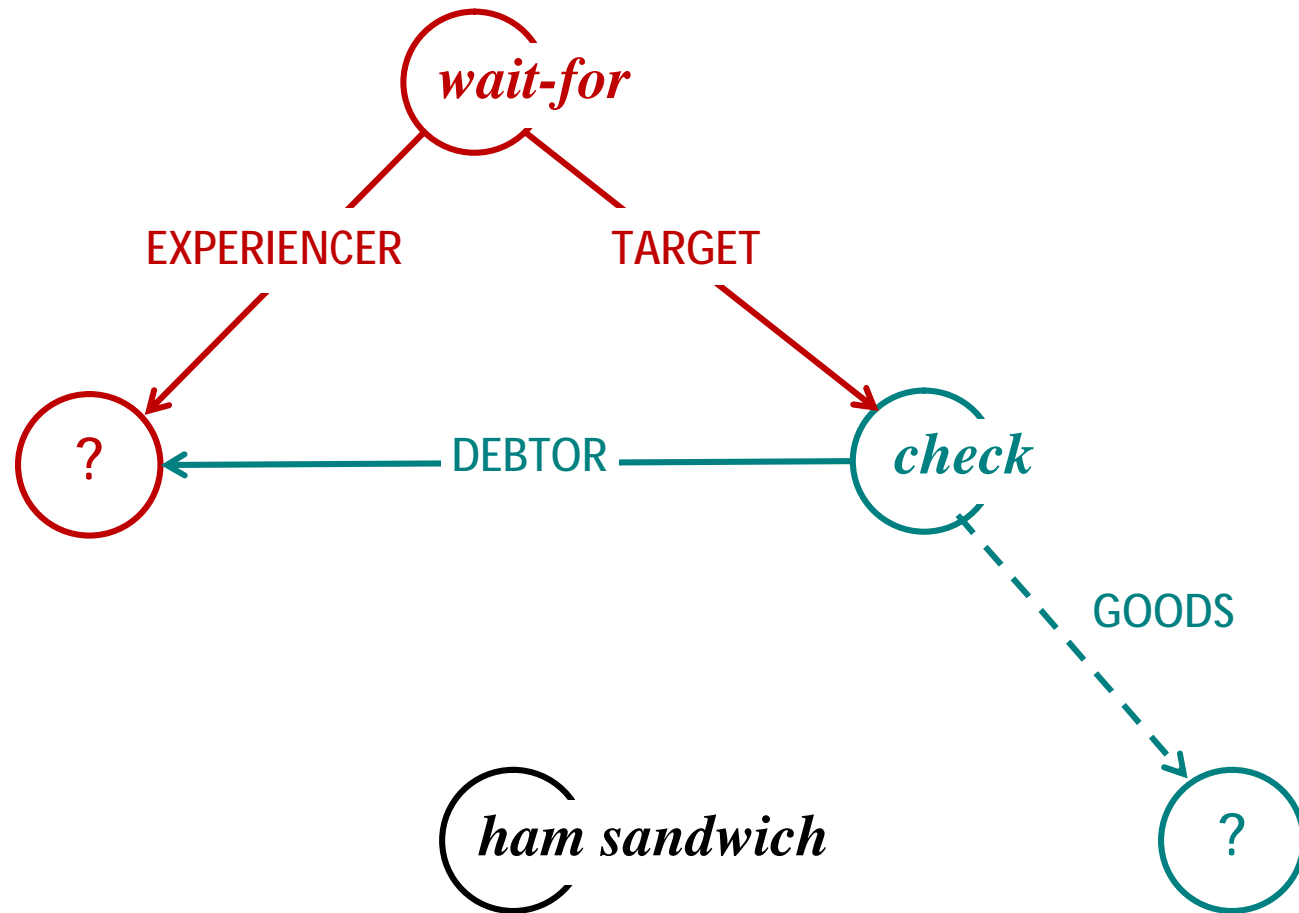 wait-for
EXPERIENCER
TARGET
?
DEBTOR
check
GOODS
ham sandwich
?